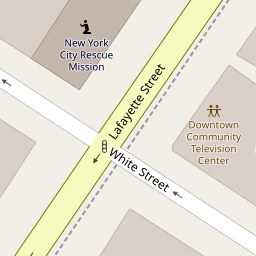 New York
City Rescue
Mission
Lafayette Street
Downtown
Community
Television
Center
White Street